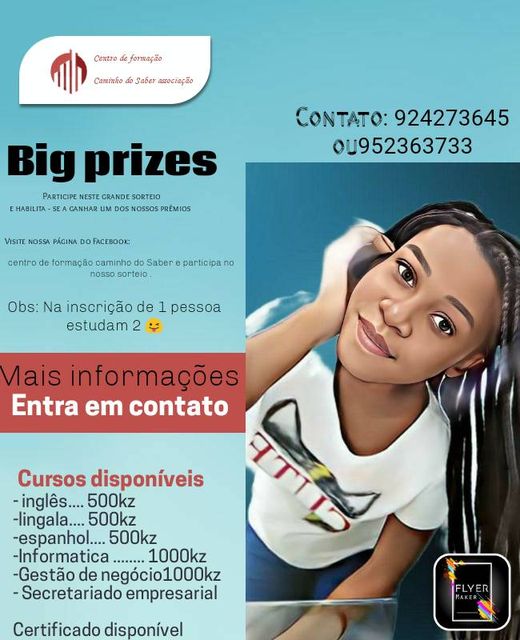 Centro de formação
Caminho do Saber associação
Contato: 924273645
ou952363733
Big prizes
Participe neste grande sorteio
e habilita - se a ganhar um dos nossos prêmios
Visite nossa página do Facebook:
centro de formação caminho do Saber e participa no
nosso sorteio .
Obs: Na inscrição de 1 pessoa
estudam 2 😜
Mais informações
Entra em contato
Cursos disponíveis
- inglês.... 500kz
-lingala.... 500kz
-espanhol.... 500kz
-Informatica ........ 1000kz
-Gestão de negócio1000kz
- Secretariado empresarial
Certificado disponível
CUTE
FLYER
MAKER